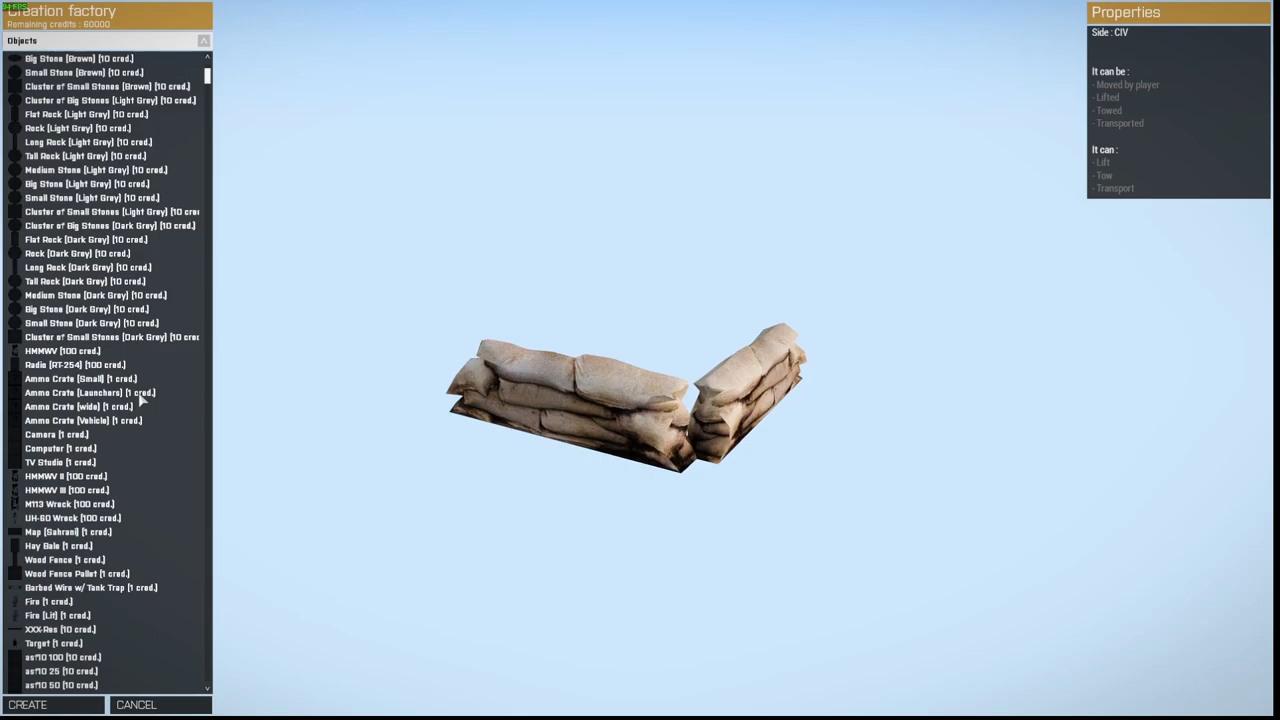 Creation factory
Remaining credits : 60000
Objects
Big Stone (Brown) [10 cred.]
Small Stone (Brown) [10 cred.]
Cluster of Small Stones (Brown) [10 cred.]
Cluster of Big Stones (Light Grey) [10 cred.]
Flat Rock (Light Grey) [10 cred.]
Rock (Light Grey) [10 cred.]
Long Rock (Light Grey) [10 cred.]
Tall Rock (Light Grey) [10 cred.]
Medium Stone (Light Grey) [10 cred.]
Big Stone (Light Grey) [10 cred.]
Small Stone (Light Grey) [10 cred.]
Cluster of Small Stones (Light Grey) [10 cre
Cluster of Big Stones (Dark Grey) [10 cred.]
Flat Rock (Dark Grey) [10 cred.]
Rock (Dark Grey) [10 cred.]
Long Rock (Dark Grey) [10 cred.]
Tall Rock (Dark Grey) [10 cred.]
Medium Stone (Dark Grey) [10 cred.]
Big Stone (Dark Grey) [10 cred.]
Small Stone (Dark Grey) [10 cred.]
Cluster of Small Stones (Dark Grey) [10 cre
HMMWV [100 cred.]
Radio (RT-254) [100 cred.]
Ammo Crate (Small) [1 cred.]
Ammo Crate (Launchers) [1 cred.]
Ammo Crate (wide) [1 cred.]
Ammo Crate (Vehicle) [1 cred.]
Camera [1 cred.]
Computer [1 cred.]
TV Studio [1 cred.]
HMMWV II [100 cred.]
HMMWV III [100 cred.]
M113 Wreck [100 cred.]
UH-60 Wreck [100 cred.]
Map (Sahrani) [1 cred.]
Hay Bale [1 cred.]
Wood Fence [1 cred.]
Wood Fence Pallet [1 cred.]
Barbed Wire w/ Tank Trap [1 cred.]
Fire [1 cred.]
Fire (Lit) [1 cred.]
XXX-Res [10 cred.]
Target [1 cred.]
asf10 100 [10 cred.]
asf10 25 [10 cred.]
asf10 50 [10 cred.]
CREATE
CANCEL
Properties
Side : CIV
It can be :
- Moved by player
- Lifted
- Towed
- Transported
It can :
- Lift
- Tow
- Transport